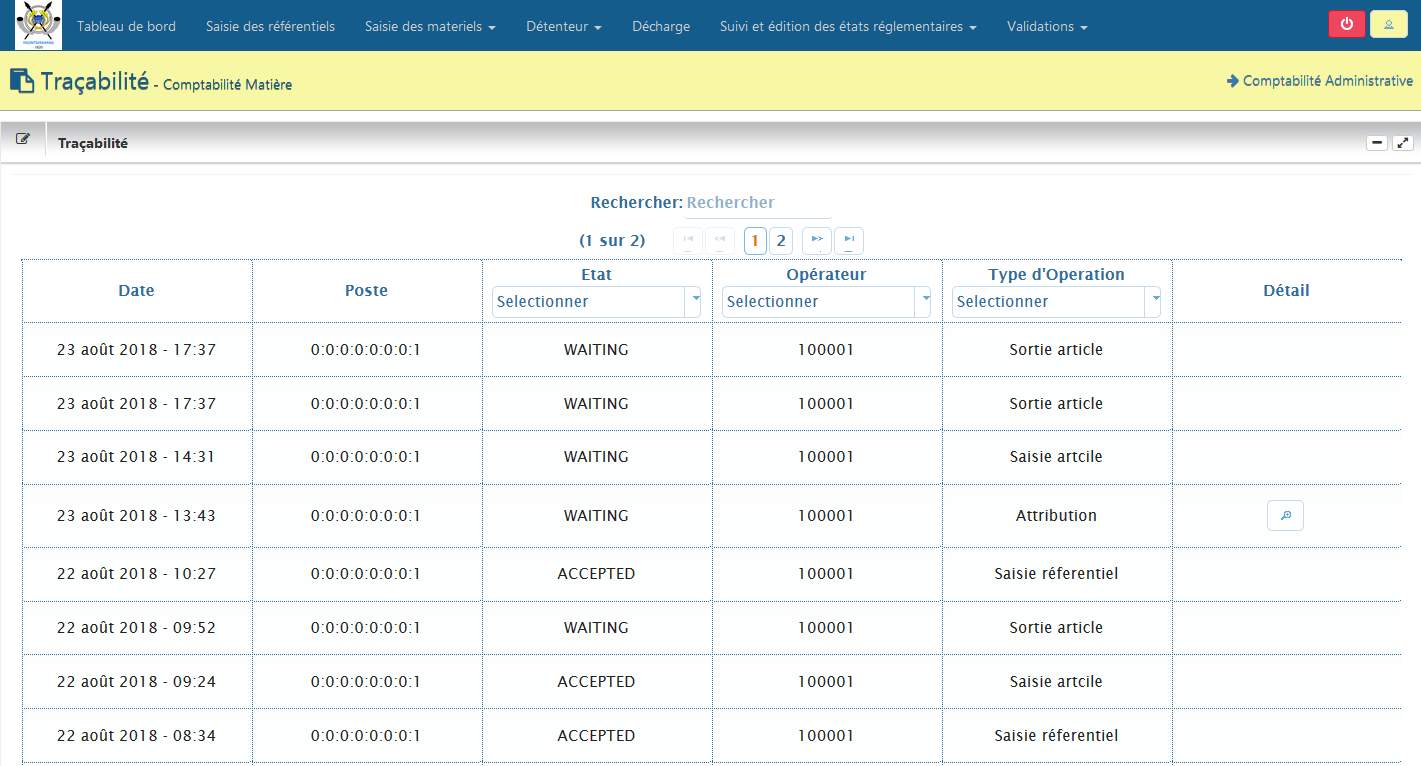 Tableau de bord Saisie des référentiels Saisie des materiels Détenteur Décharge Suivi et édition des états réglementaires Validations
Traçabilité - Comptabilité Matière
Comptabilité Administrative
Traçabilité
Rechercher: Rechercher
(1 sur 2) 1 2
Date Poste Etat Opérateur Type d'Operation Détail
Selectionner Selectionner Selectionner
23 août 2018 - 17:37 0:0:0:0:0:0:0:1 WAITING 100001 Sortie article
23 août 2018 - 17:37 0:0:0:0:0:0:0:1 WAITING 100001 Sortie article
23 août 2018 - 14:31 0:0:0:0:0:0:0:1 WAITING 100001 Saisie artcile
23 août 2018 - 13:43 0:0:0:0:0:0:0:1 WAITING 100001 Attribution
22 août 2018 - 10:27 0:0:0:0:0:0:0:1 ACCEPTED 100001 Saisie réferentiel
22 août 2018 - 09:52 0:0:0:0:0:0:0:1 WAITING 100001 Sortie article
22 août 2018 - 09:24 0:0:0:0:0:0:0:1 ACCEPTED 100001 Saisie artcile
22 août 2018 - 08:34 0:0:0:0:0:0:0:1 ACCEPTED 100001 Saisie réferentiel